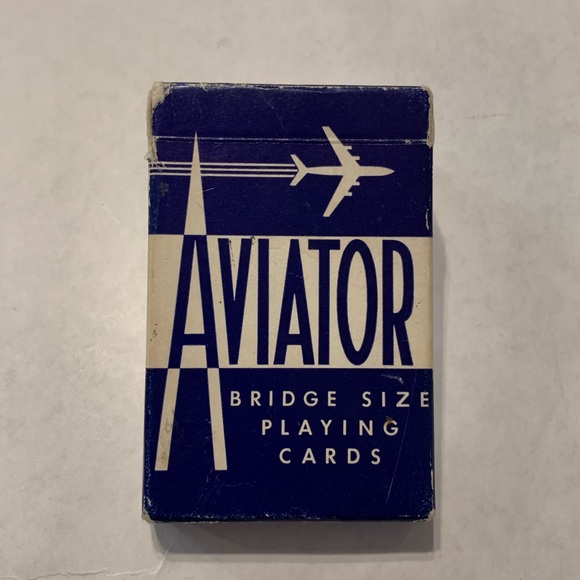 AVIATOR
BRIDGE SIZE
PLAYING
CARDS